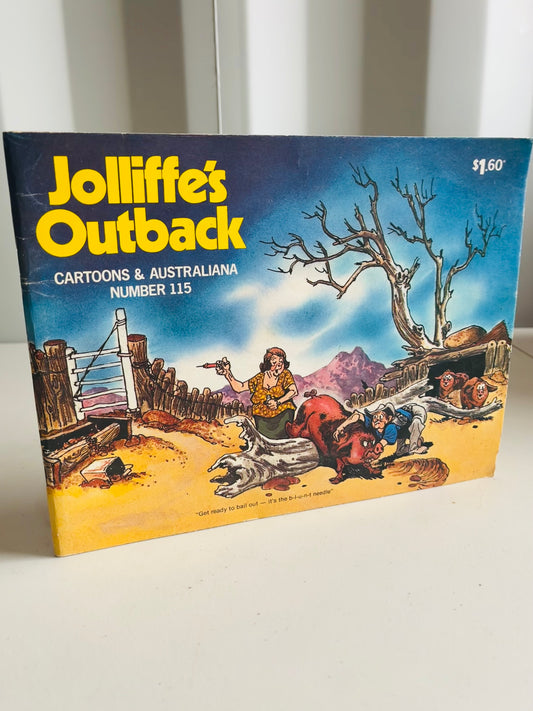 Jolliffe's
Outback
$1.60*
CARTOONS & AUSTRALIANA
NUMBER 115
"Get ready to bail out — it's the b-l-u-n-t needle"